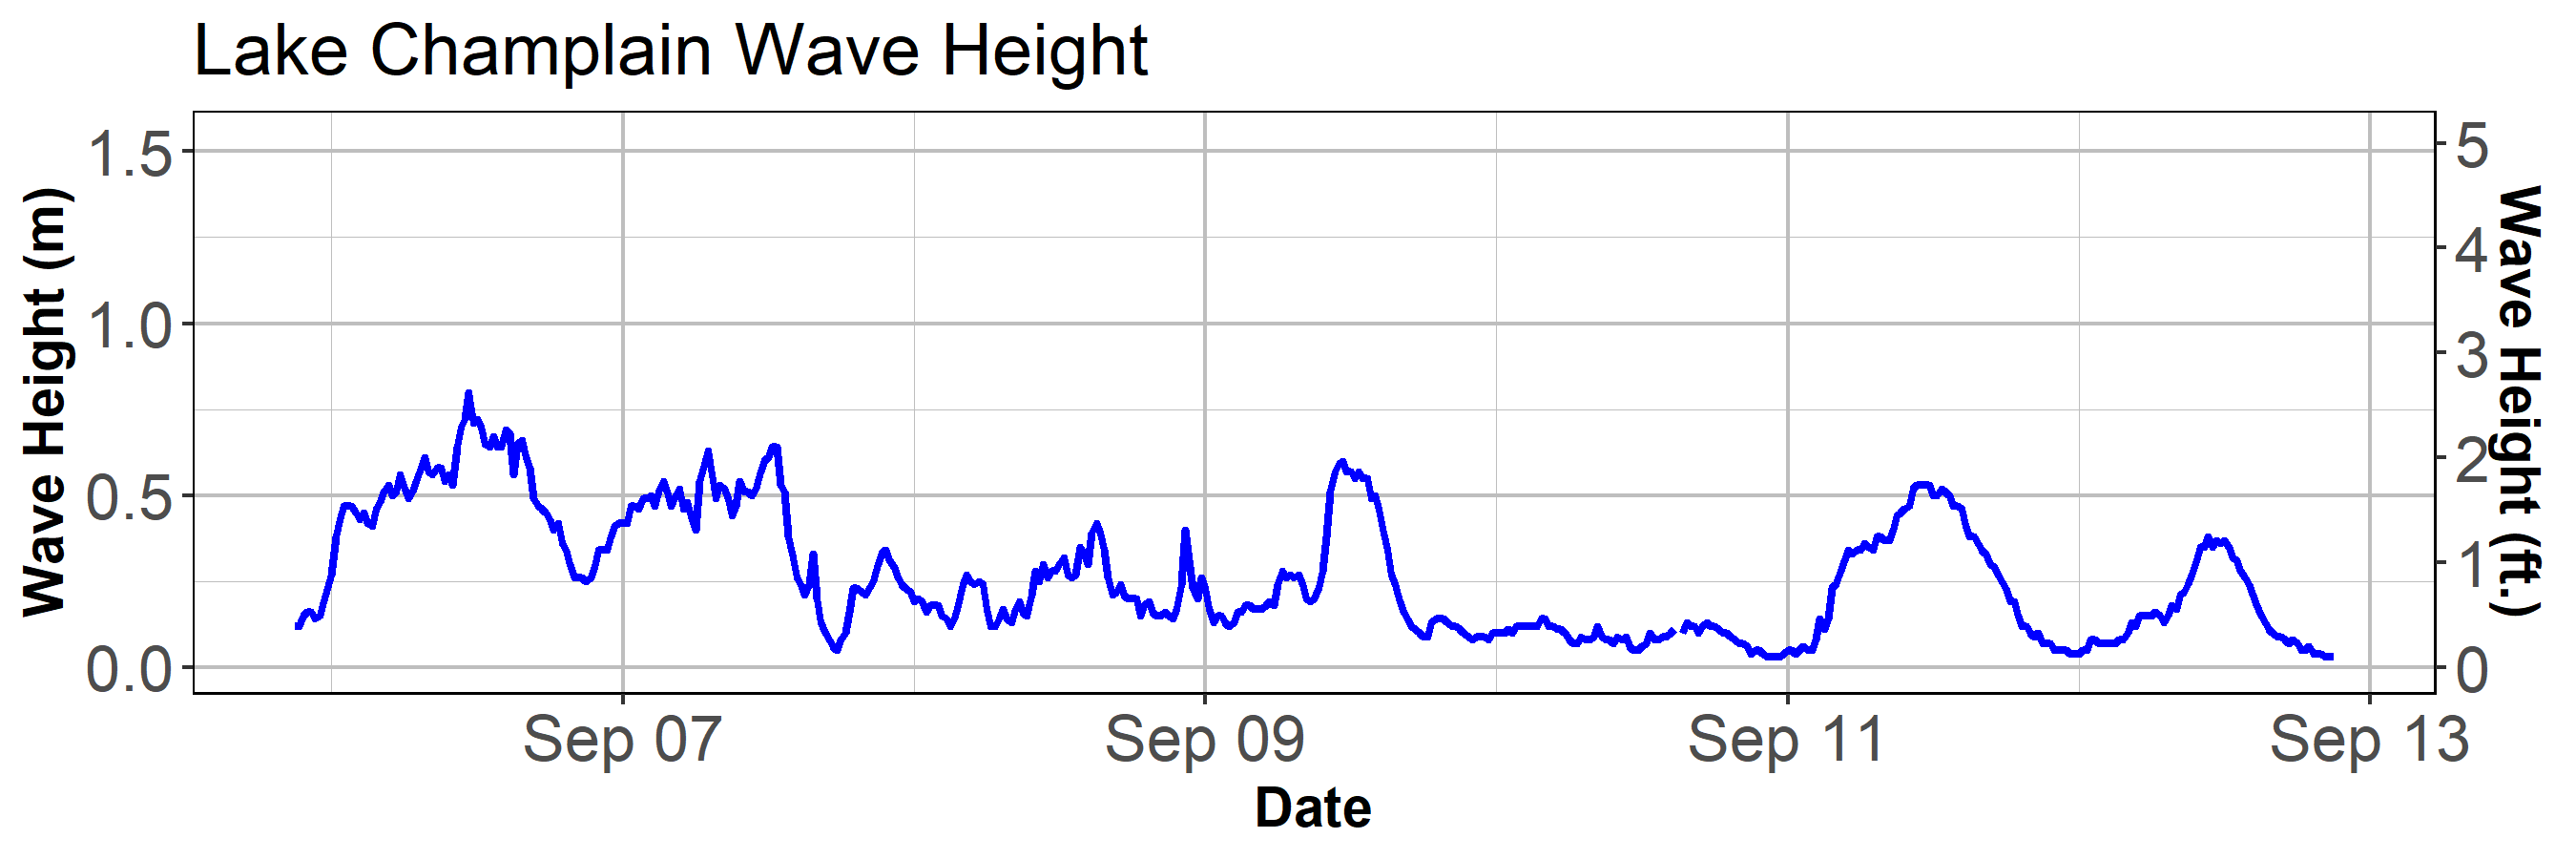 Lake Champlain Wave Height
Wave Height (m)
1.5
1.0
0.5
0.0
5
4
3
2
1
0
Wave Height (ft.)
Sep 07
Sep 09
Sep 11
Sep 13
Date